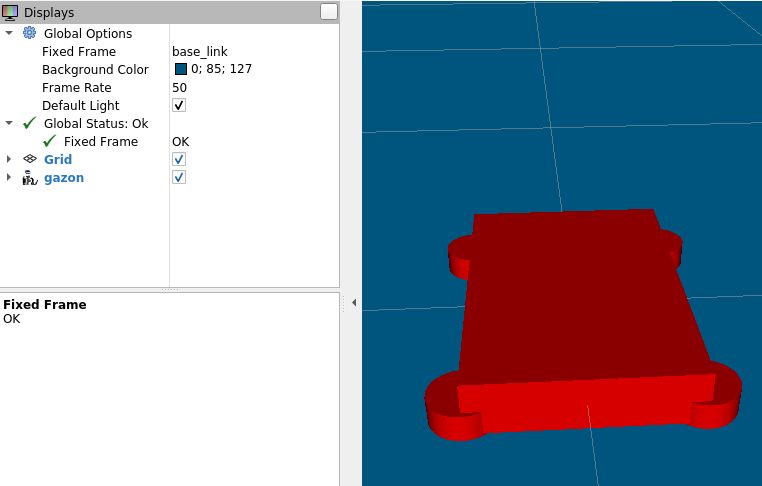 Displays
Global Options
Fixed Frame base_link
Background Color 0; 85; 127
Frame Rate 50
Default Light
Global Status: Ok
Fixed Frame OK
Grid
gazon
Fixed Frame
OK